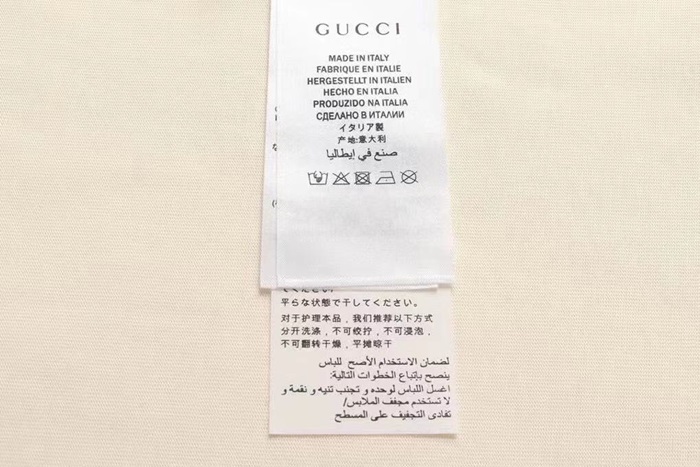 GUCCI
MADE IN ITALY
FABRIQUE EN ITALIE
HERGESTELLT IN ITALIEN
HECHO EN ITALIA
PRODUZIDO NA ITALIA
СДЕЛАНО В ИТАЛИИ
イタリア製
产地:意大利
صنع في إيطاليا
平らな状態で干してください。
对于护理本品，我们推荐以下方式
分开洗涤，不可绞拧，不可浸泡，
不可翻转干燥，平摊晾干
لضمان الاستخدام الأصح للباس
ينصح بإتباع الخطوات التالية:
اغسل اللباس لوحده و تجنب تنيه و نقمة و
لا تستخدم مجفف الملابس/
تفادى التجفيف على المسطح